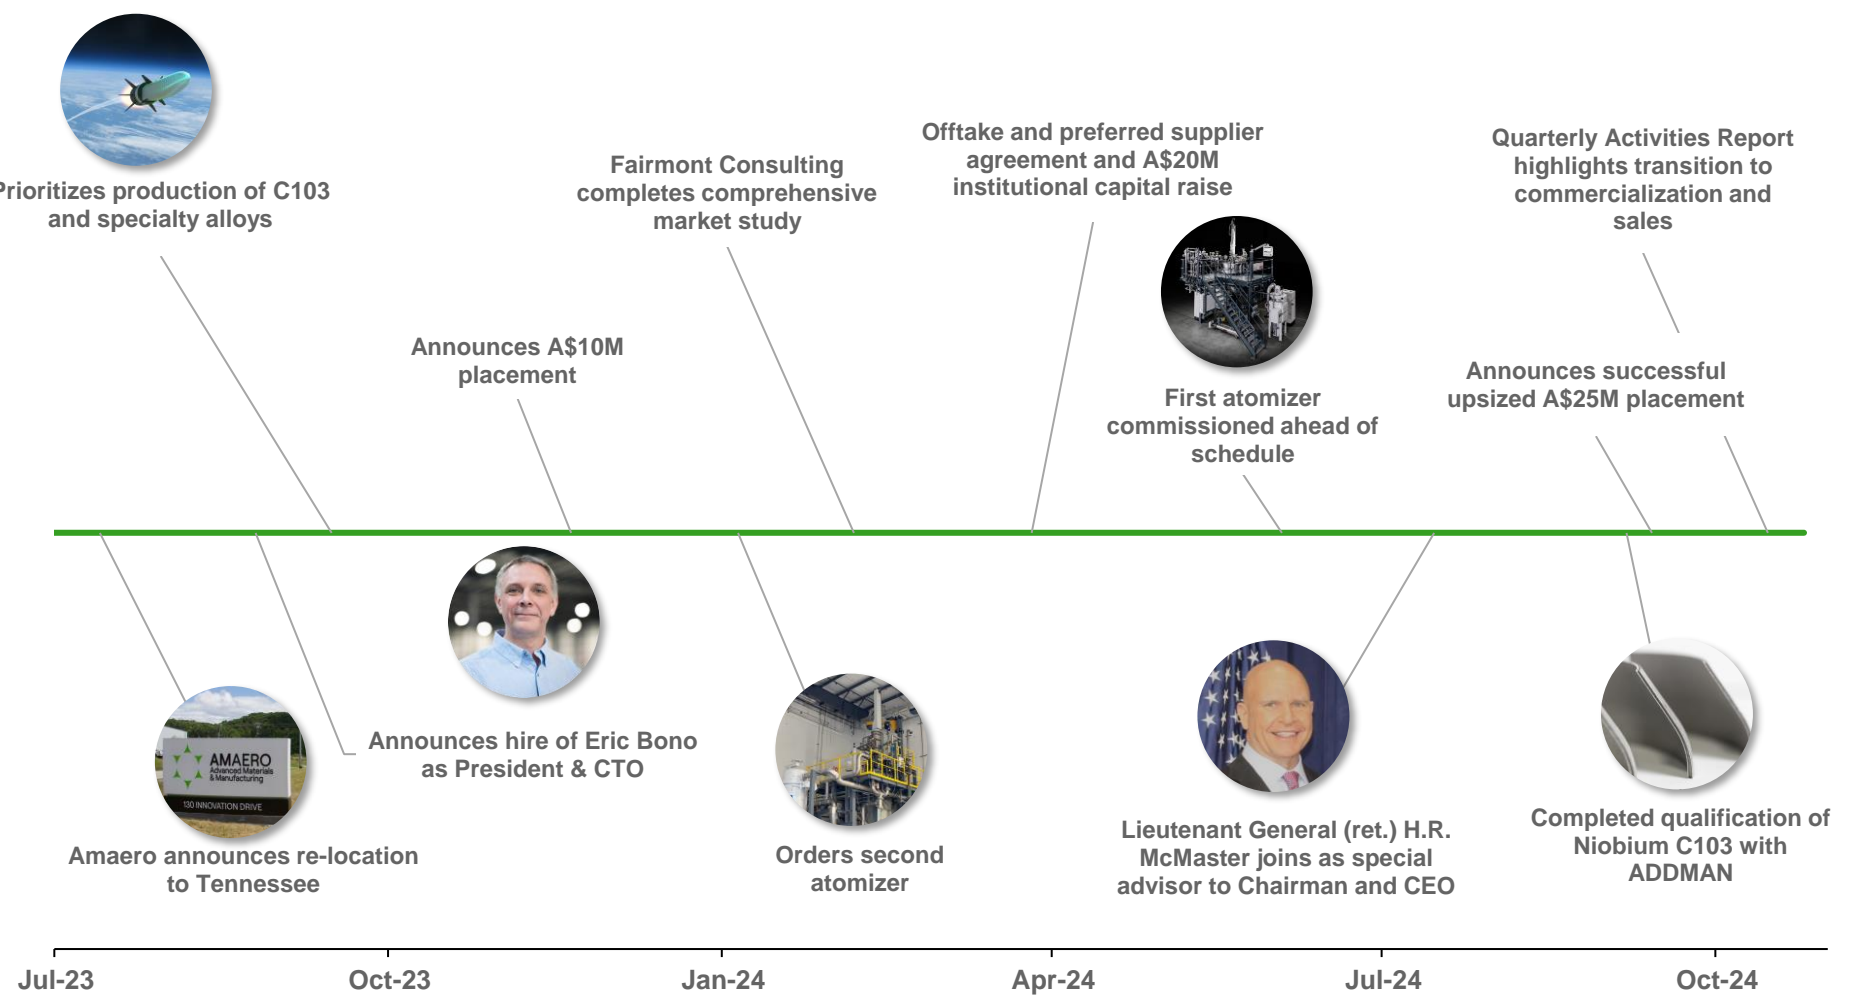 Prioritizes production of C103
and specialty alloys
Announces A$10M
placement
Fairmont Consulting
completes comprehensive
market study
Offtake and preferred supplier
agreement and A$20M
institutional capital raise
First atomizer
commissioned ahead of
schedule
Quarterly Activities Report
highlights transition to
commercialization and
sales
Announces successful
upsized A$25M placement
AMAERO
Advanced Materials
& Manufacturing
130 INNOVATION DRIVE
Amaero announces re-location
to Tennessee
Announces hire of Eric Bono
as President & CTO
Orders second
atomizer
Lieutenant General (ret.) H.R.
McMaster joins as special
advisor to Chairman and CEO
Completed qualification of
Niobium C103 with
ADDMAN
Jul-23
Oct-23
Jan-24
Apr-24
Jul-24
Oct-24